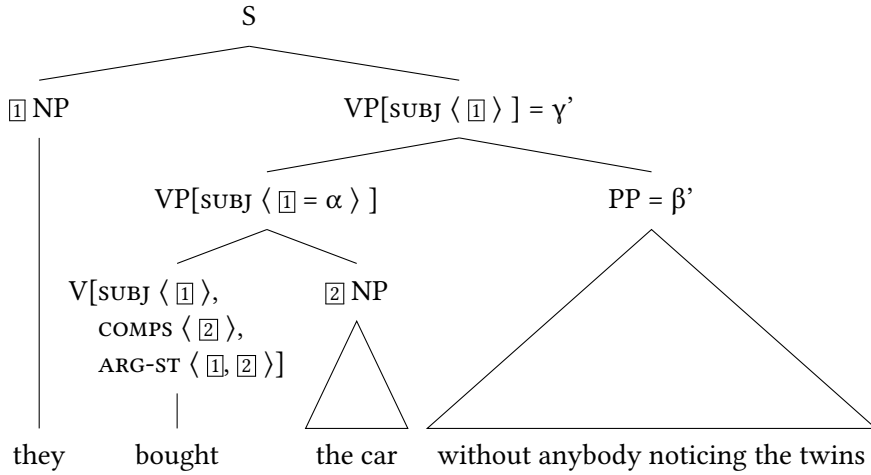 S
[1] NP VP[SUBJ ⟨ [1] ⟩ ] = γ’
VP[SUBJ ⟨ [1] = α ⟩ ] PP = β’
V[SUBJ ⟨ [1] ⟩, [2] NP
COMPS ⟨ [2] ⟩,
ARG-ST ⟨ [1], [2] ⟩]
they bought the car without anybody noticing the twins